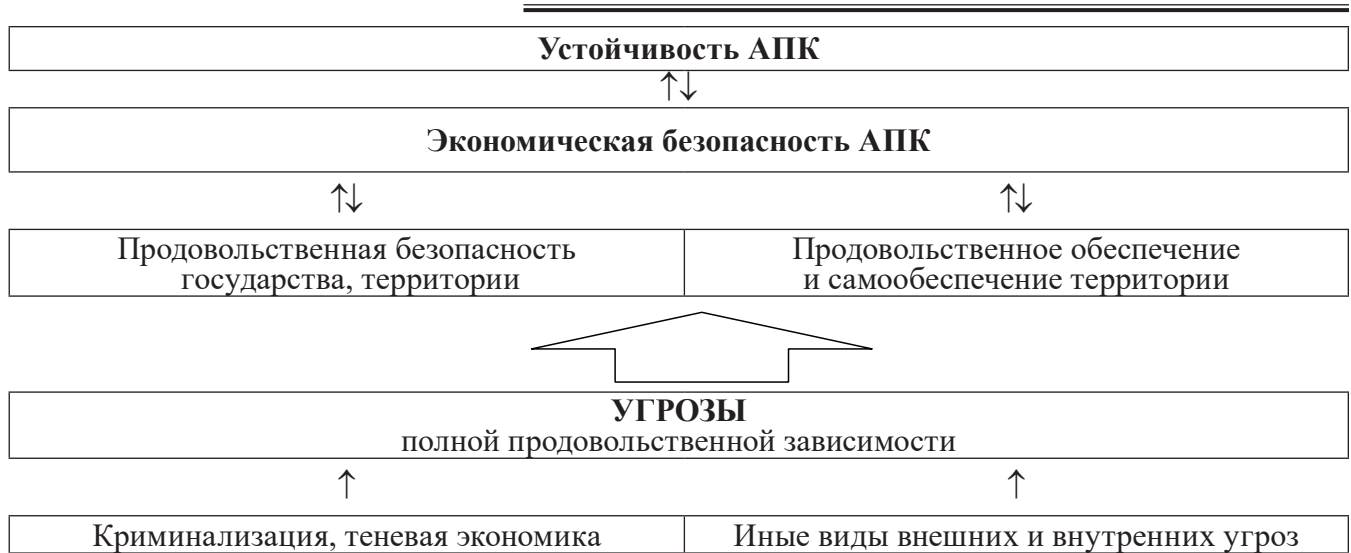 Устойчивость АПК
↑↓
Экономическая безопасность АПК
↑↓ ↑↓
Продовольственная безопасность
государства, территории
Продовольственное обеспечение
и самообеспечение территории
УГРОЗЫ
полной продовольственной зависимости
↑ ↑
Криминализация, теневая экономика
Иные виды внешних и внутренних угроз